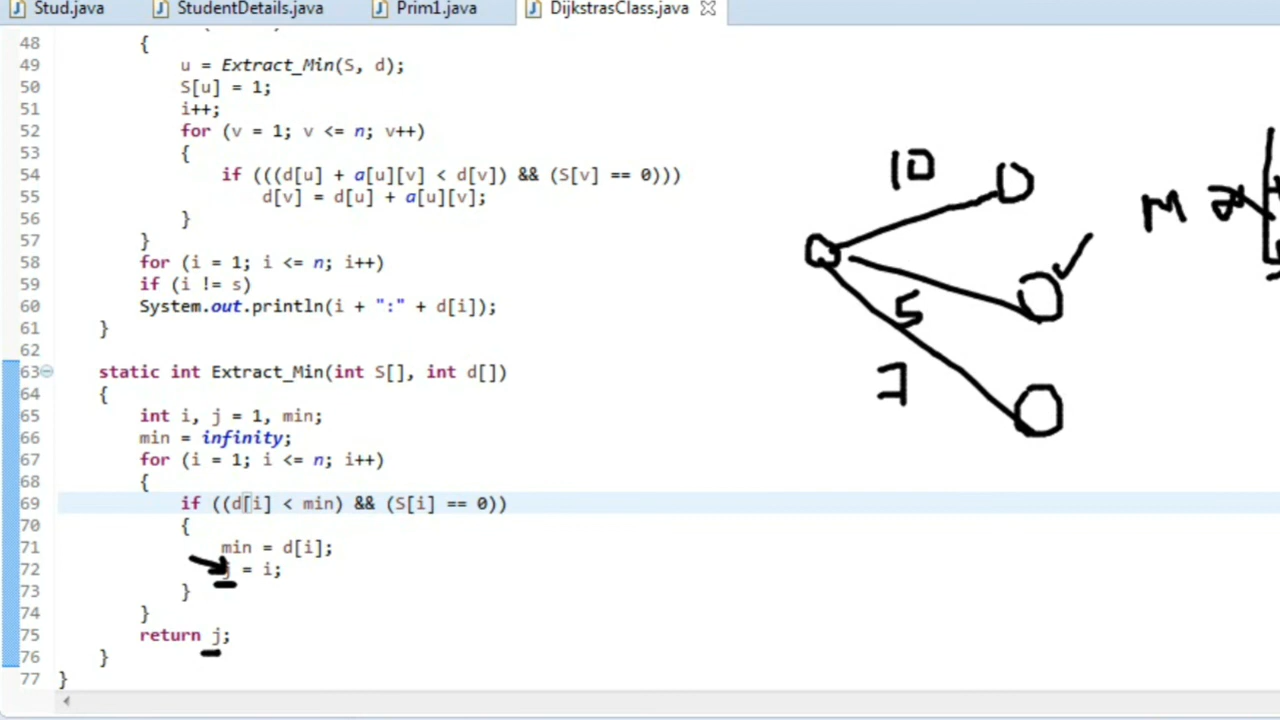 Stud.java StudentDetails.java Prim1.java DijkstrasClass.java
48 {
49 u = Extract_Min(S, d);
50 S[u] = 1;
51 i++;
52 for (v = 1; v <= n; v++)
53 {
54 if (((d[u] + a[u][v] < d[v]) && (S[v] == 0)))
55 d[v] = d[u] + a[u][v];
56 }
57 }
58 for (i = 1; i <= n; i++)
59 if (i != s)
60 System.out.println(i + ":" + d[i]);
61 }
62
63 static int Extract_Min(int S[], int d[])
64 {
65 int i, j = 1, min;
66 min = infinity;
67 for (i = 1; i <= n; i++)
68 {
69 if ((d[i] < min) && (S[i] == 0))
70 {
71 min = d[i];
72 j = i;
73 }
74 }
75 return j;
76 }
77 }
10
5
7
M